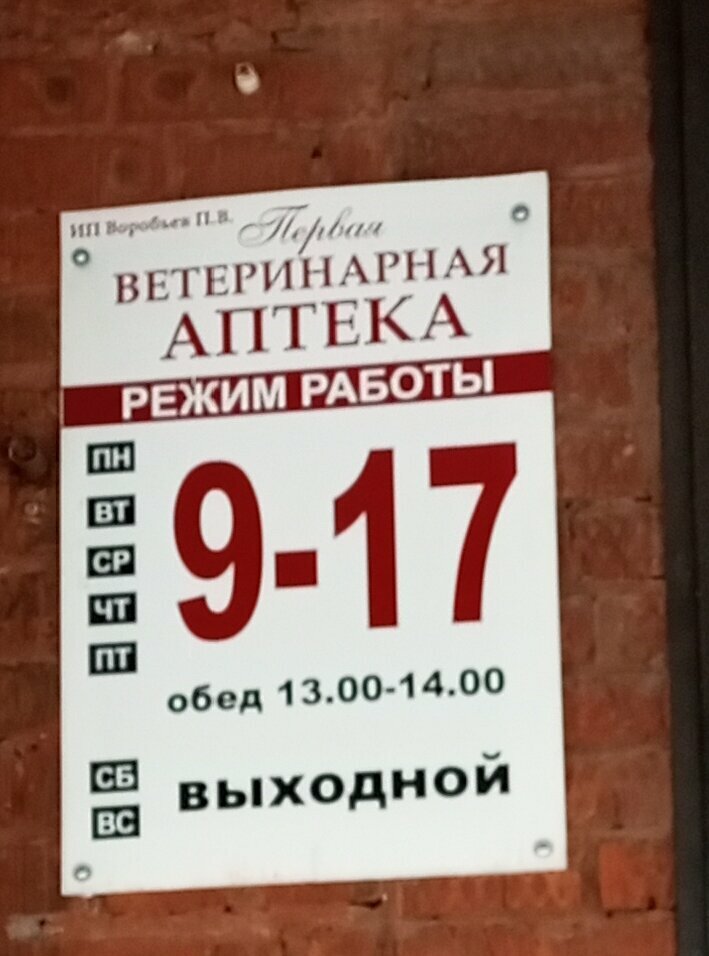 ИП Воробьев П.В.
Первая
ВЕТЕРИНАРНАЯ
АПТЕКА
РЕЖИМ РАБОТЫ
ПН
ВТ
СР
ЧТ
ПТ
9-17
обед 13.00-14.00
СБ
ВС
выходной